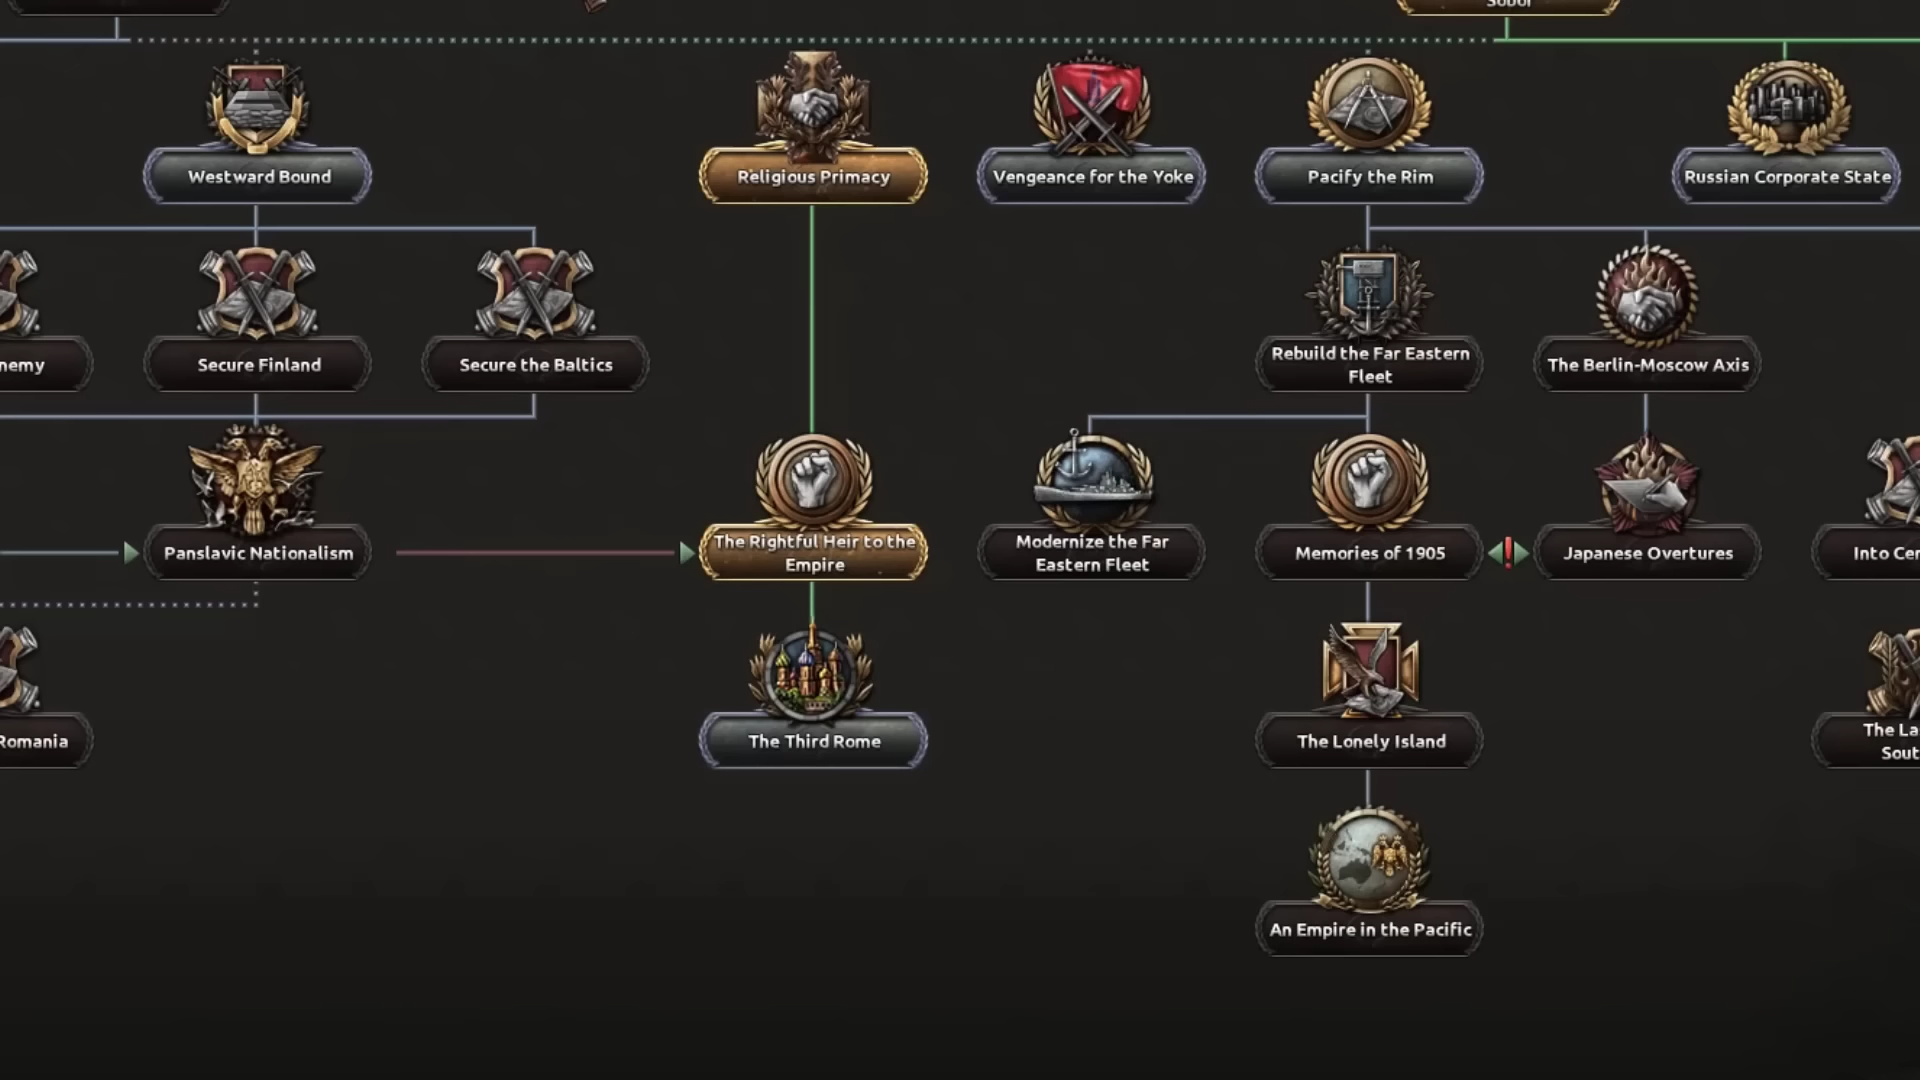 Westward Bound
Religious Primacy
Vengeance for the Yoke
Pacify the Rim
Russian Corporate State
Secure Finland
Secure the Baltics
Rebuild the Far Eastern
Fleet
The Berlin-Moscow Axis
Panslavic Nationalism
The Rightful Heir to the
Empire
Modernize the Far
Eastern Fleet
Memories of 1905
Japanese Overtures
Into
Romania
The Third Rome
The Lonely Island
The
An Empire in the Pacific